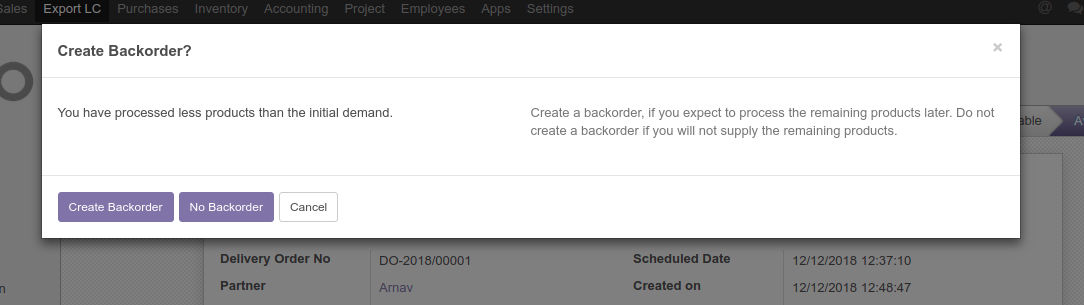 Sales Export LC Purchases Inventory Accounting Project Employees Apps Settings @
Create Backorder? ×
You have processed less products than the initial demand.
Create a backorder, if you expect to process the remaining products later. Do not
create a backorder if you will not supply the remaining products.
able
Create Backorder No Backorder Cancel
Delivery Order No DO-2018/00001 Scheduled Date 12/12/2018 12:37:10
Partner Arnav Created on 12/12/2018 12:48:47
n